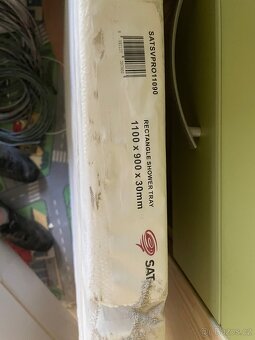 SATSVPRO11090
RECTANGLE SHOWER TRAY
1100 x 900 x 30mm
SAT